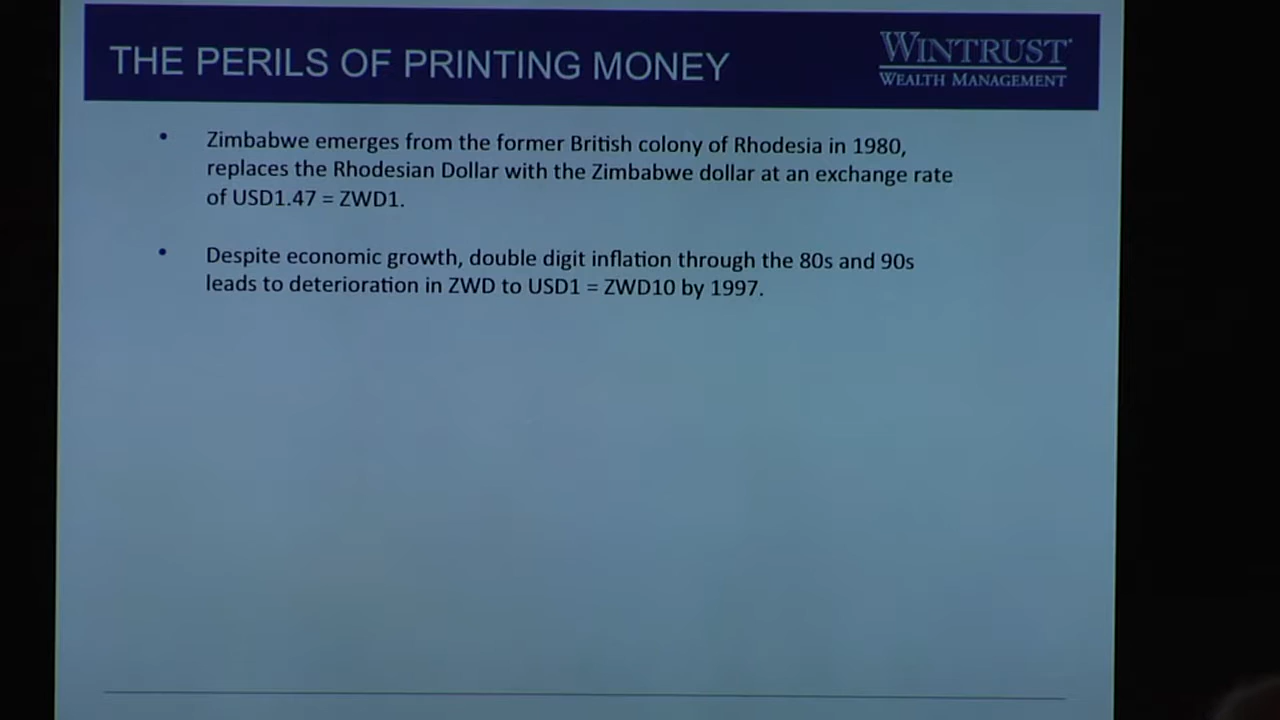 THE PERILS OF PRINTING MONEY
WINTRUST
WEALTH MANAGEMENT
• Zimbabwe emerges from the former British colony of Rhodesia in 1980,
replaces the Rhodesian Dollar with the Zimbabwe dollar at an exchange rate
of USD1.47 = ZWD1.
• Despite economic growth, double digit inflation through the 80s and 90s
leads to deterioration in ZWD to USD1 = ZWD10 by 1997.